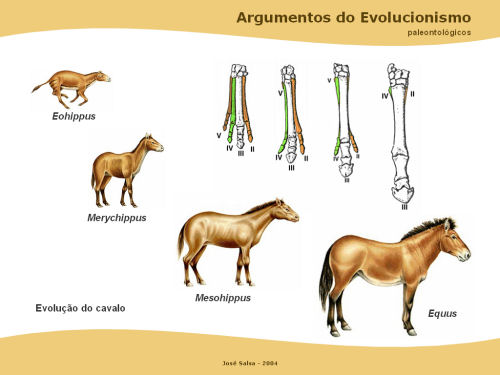 Argumentos do Evolucionismo
paleontológicos
Eohippus
Merychippus
Mesohippus
Equus
V
IV
III
II
V
IV
III
II
V
IV
II
III
IV
II
III
Evolução do cavalo
José Salsa - 2004